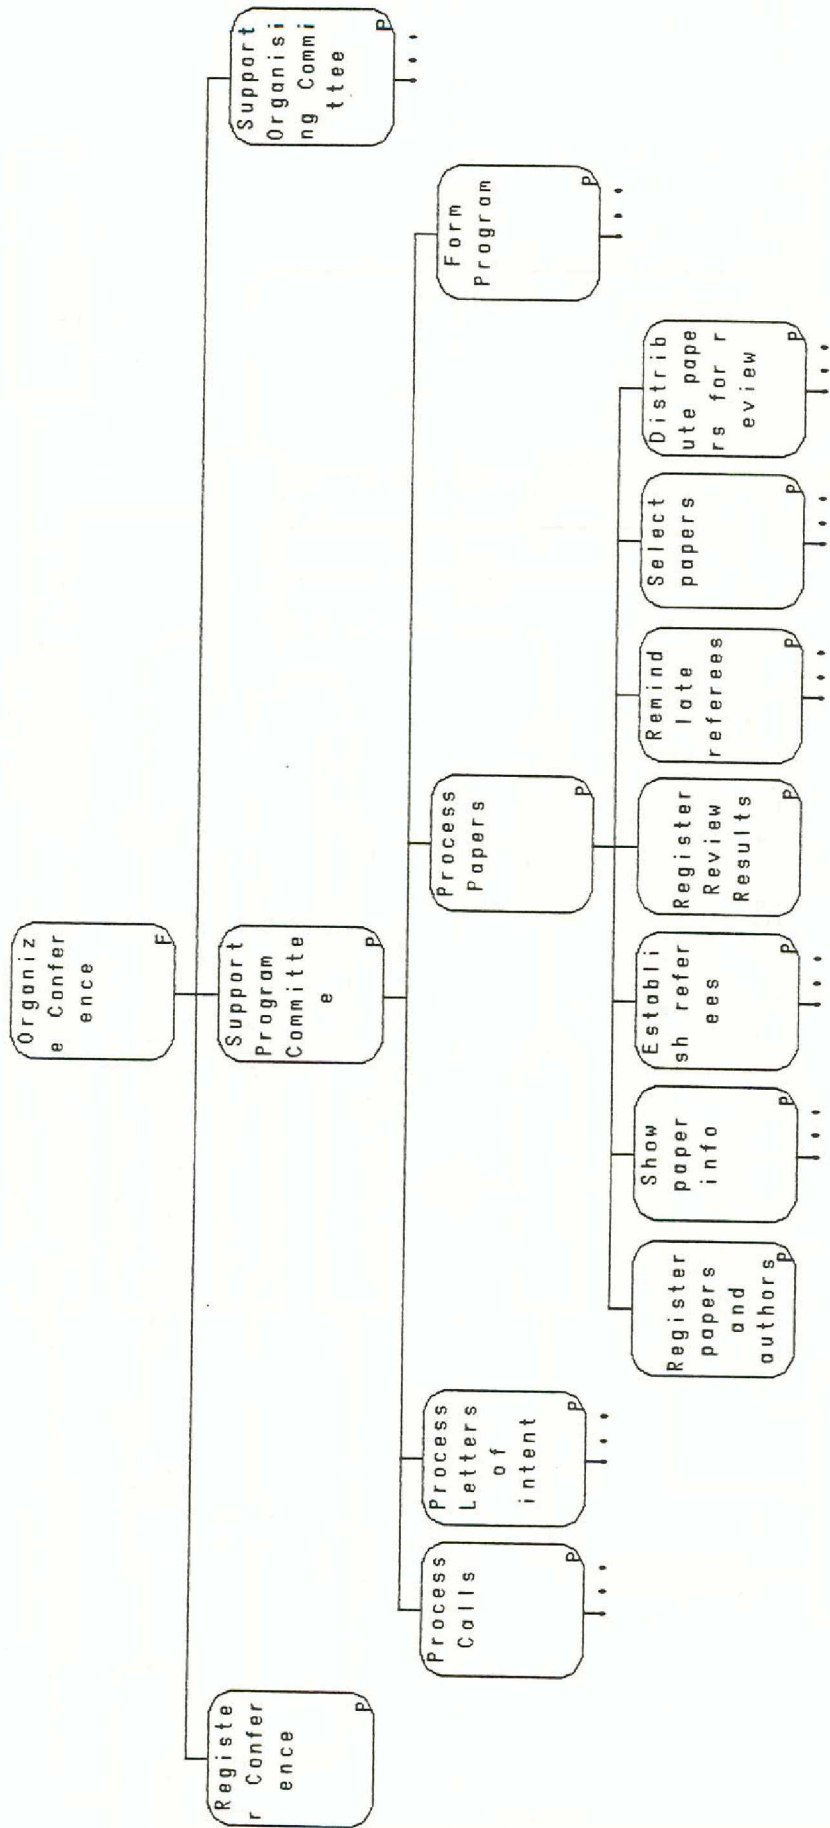 Organiz
e Confer
ence
F
Registe
r Confer
ence
P
Support
Program
Committe
e
P
Support
Organisi
ng Commi
ttee
P
Process
Calls
P
Process
Letters
of
intent
P
Process
Papers
P
Form
Program
P
Register
papers
and
authors
P
Show
paper
info
P
Establi
sh refer
ees
P
Register
Review
Results
P
Remind
late
referees
P
Select
papers
P
Distrib
ute pape
rs for r
eview
P